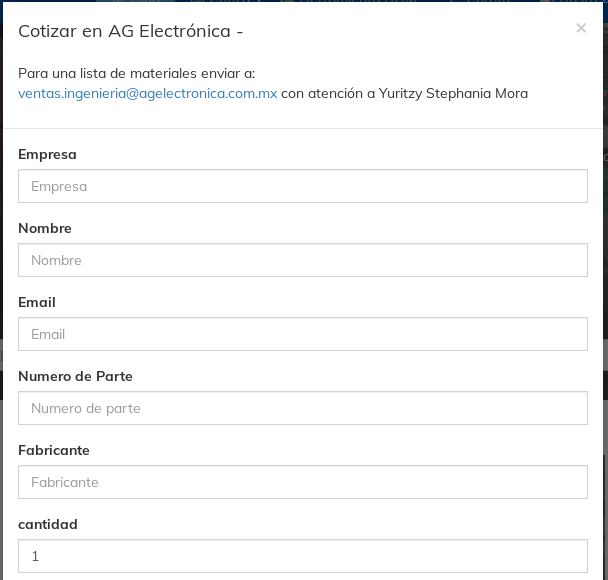 Cotizar en AG Electrónica -
×
Para una lista de materiales enviar a:
ventas.ingenieria@agelectronica.com.mx con atención a Yuritzy Stephania Mora
Empresa
Empresa
Nombre
Nombre
Email
Email
Numero de Parte
Numero de parte
Fabricante
Fabricante
cantidad
1